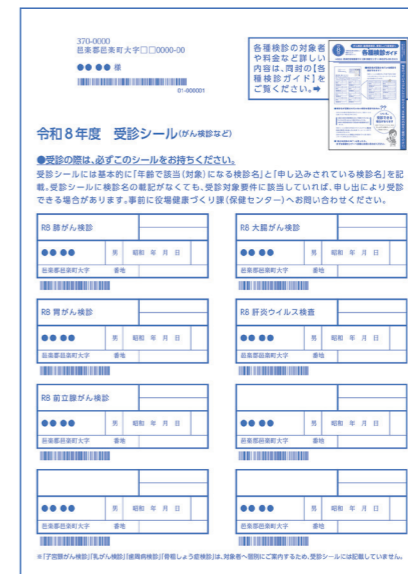 370-0000
邑楽郡邑楽町大字□□0000-00
●● ●● 様
01-000001
各種検診の対象者
や料金など詳しい
内容は、同封の【各
種検診ガイド】を
ご覧ください。➡
各種検診ガイド
令和8年度 受診シール(がん検診など)
●受診の際は、必ずこのシールをお持ちください。
受診シールには基本的に「年齢で該当(対象)になる検診名」と「申し込みされている検診名」を記
載。受診シールに検診名の載記がなくても、受診対象要件に該当していれば、申し出により受診
できる場合があります。事前に役場健康づくり課(保健センター)へお問い合わせください。
R8 肺がん検診
●● ●● 男 昭和 年 月 日
邑楽郡邑楽町大字 番地
R8 大腸がん検診
●● ●● 男 昭和 年 月 日
邑楽郡邑楽町大字 番地
R8 胃がん検診
●● ●● 男 昭和 年 月 日
邑楽郡邑楽町大字 番地
R8 肝炎ウイルス検査
●● ●● 男 昭和 年 月 日
邑楽郡邑楽町大字 番地
R8 前立腺がん検診
●● ●● 男 昭和 年 月 日
邑楽郡邑楽町大字 番地
●● ●● 男 昭和 年 月 日
邑楽郡邑楽町大字 番地
●● ●● 男 昭和 年 月 日
邑楽郡邑楽町大字 番地
●● ●● 男 昭和 年 月 日
邑楽郡邑楽町大字 番地
※「子宮頸がん検診」「乳がん検診」「歯周病検診」「骨粗しょう症検診」は、対象者へ個別にご案内するため、受診シールには記載していません。